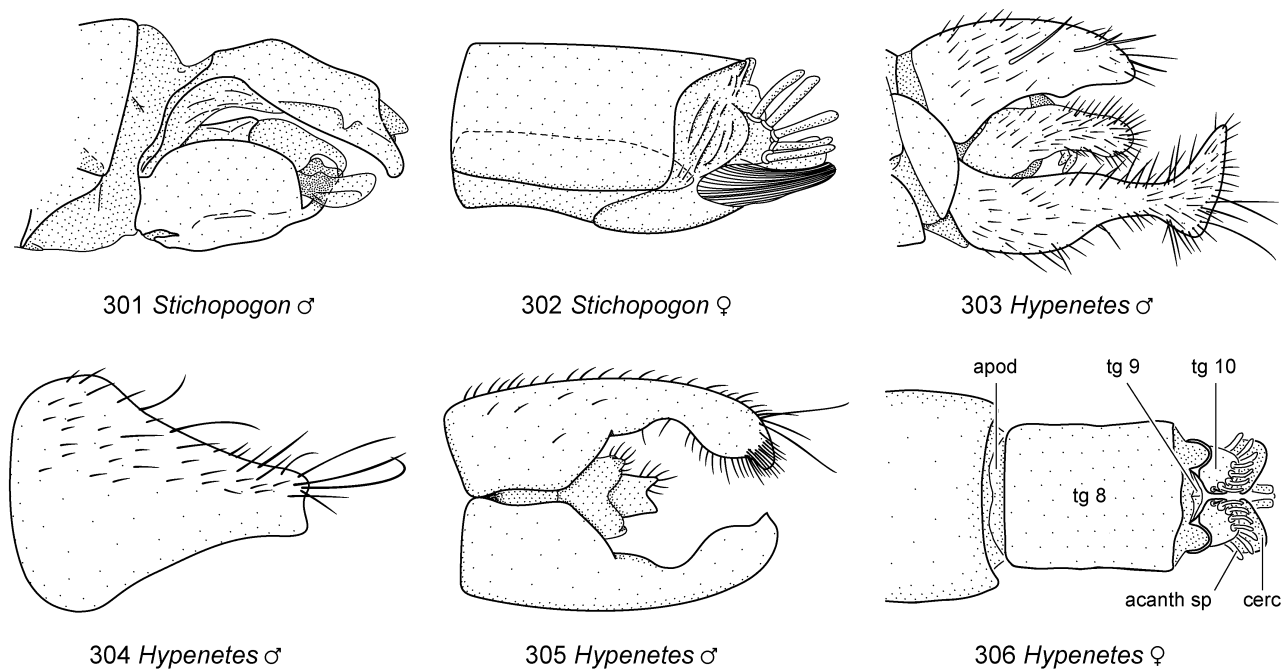 301 Stichopogon ♂
302 Stichopogon ♀
303 Hypenetes ♂
apod
tg 9
tg 10
tg 8
acanth sp
cerc
304 Hypenetes ♂
305 Hypenetes ♂
306 Hypenetes ♀